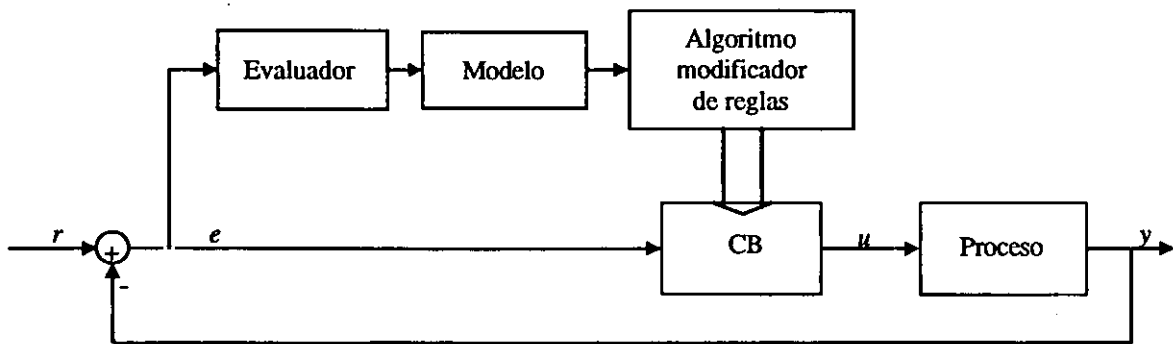 Algoritmo
modificador
de reglas
Evaluador
Modelo
r
+
-
e
CB
u
Proceso
y